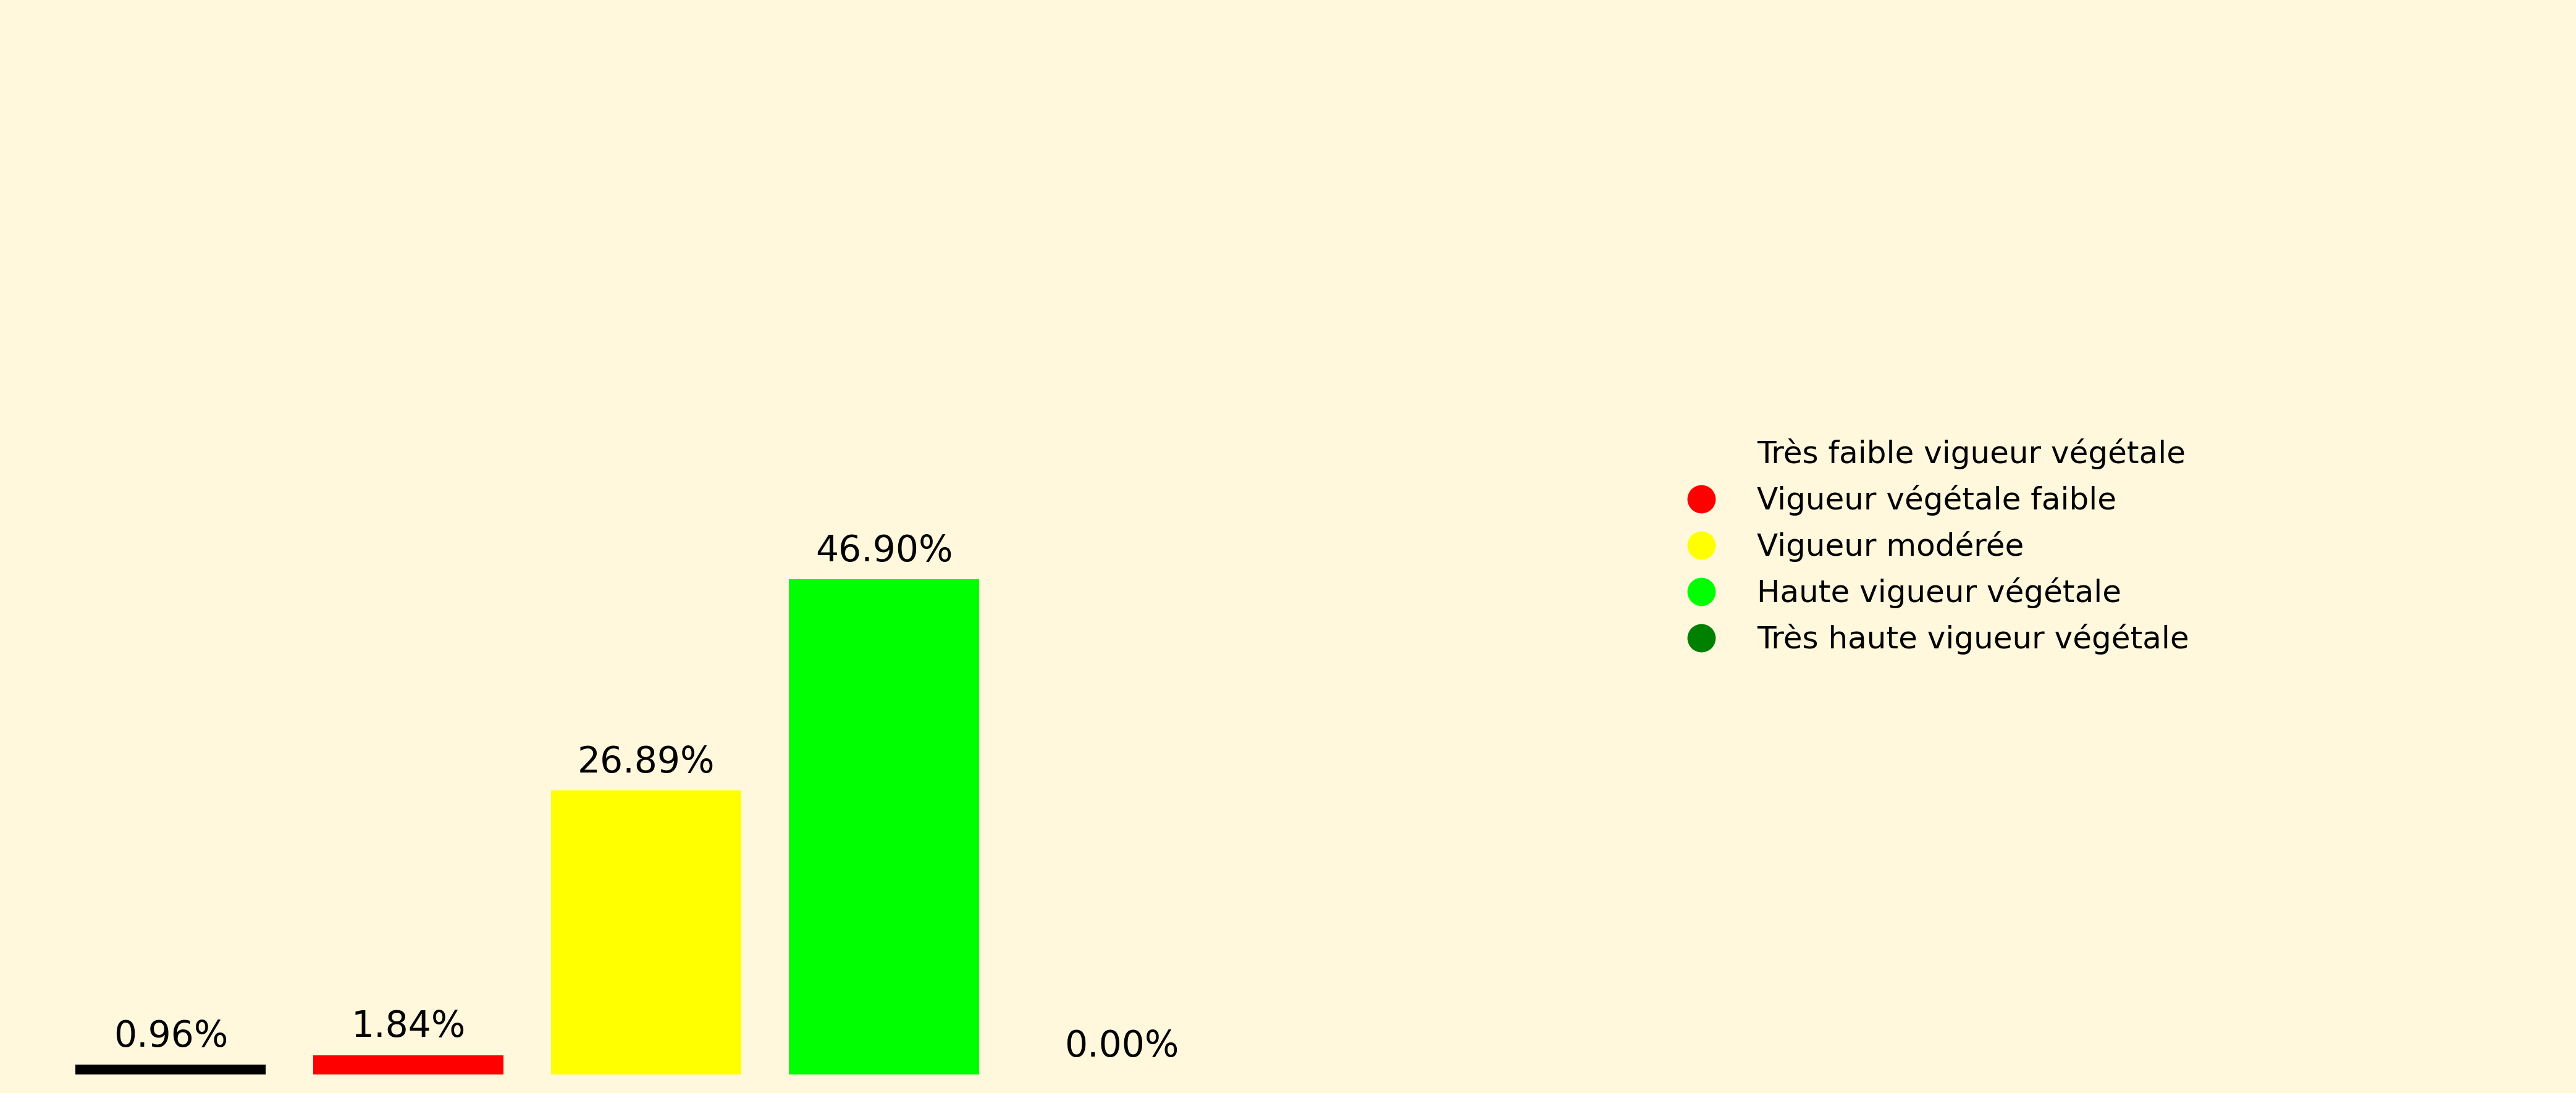 0.96%
1.84%
26.89%
46.90%
0.00%
Très faible vigueur végétale
Vigueur végétale faible
Vigueur modérée
Haute vigueur végétale
Très haute vigueur végétale